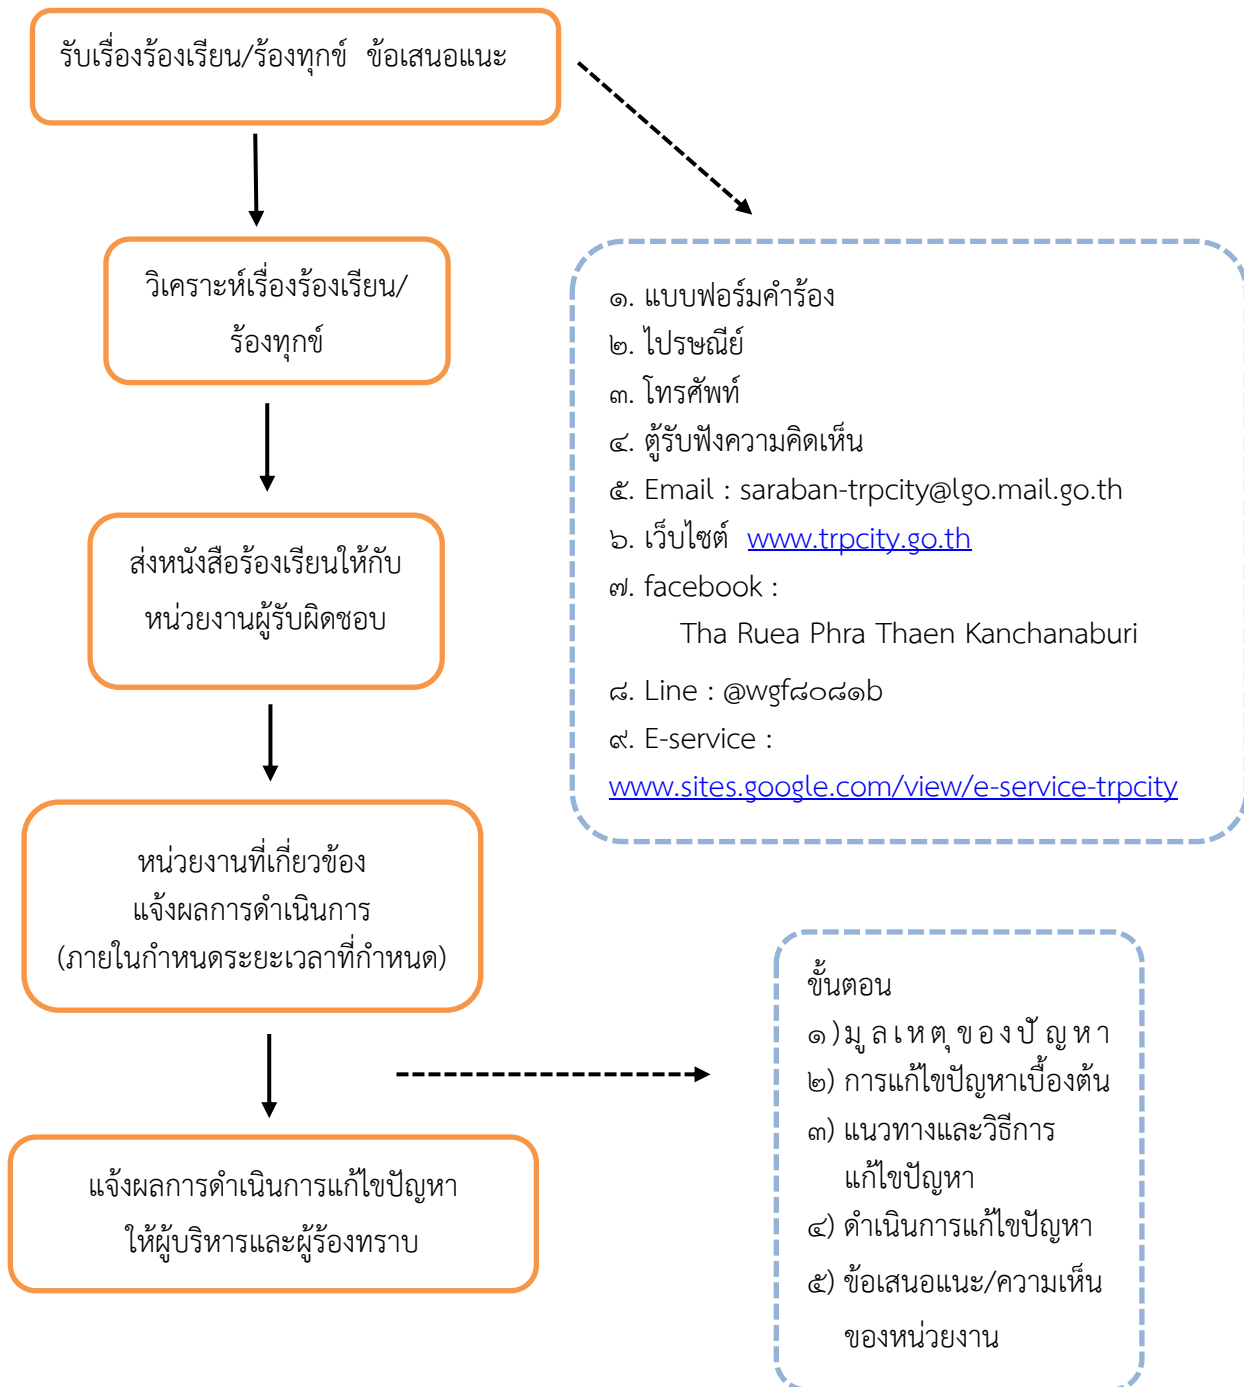 รับเรื่องร้องเรียน/ร้องทุกข์ ข้อเสนอแนะ
วิเคราะห์เรื่องร้องเรียน/
ร้องทุกข์
ส่งหนังสือร้องเรียนให้กับ
หน่วยงานผู้รับผิดชอบ
หน่วยงานที่เกี่ยวข้อง
แจ้งผลการดำเนินการ
(ภายในกำหนดระยะเวลาที่กำหนด)
แจ้งผลการดำเนินการแก้ไขปัญหา
ให้ผู้บริหารและผู้ร้องทราบ
๑. แบบฟอร์มคำร้อง
๒. ไปรษณีย์
๓. โทรศัพท์
๔. ตู้รับฟังความคิดเห็น
๕. Email : saraban-trpcity@lgo.mail.go.th
๖. เว็บไซต์ www.trpcity.go.th
๗. facebook :
Tha Ruea Phra Thaen Kanchanaburi
๘. Line : @wgf๘๐๘๑b
๙. E-service :
www.sites.google.com/view/e-service-trpcity
ขั้นตอน
๑)มูลเหตุของปัญหา
๒) การแก้ไขปัญหาเบื้องต้น
๓) แนวทางและวิธีการ
แก้ไขปัญหา
๔) ดำเนินการแก้ไขปัญหา
๕) ข้อเสนอแนะ/ความเห็น
ของหน่วยงาน